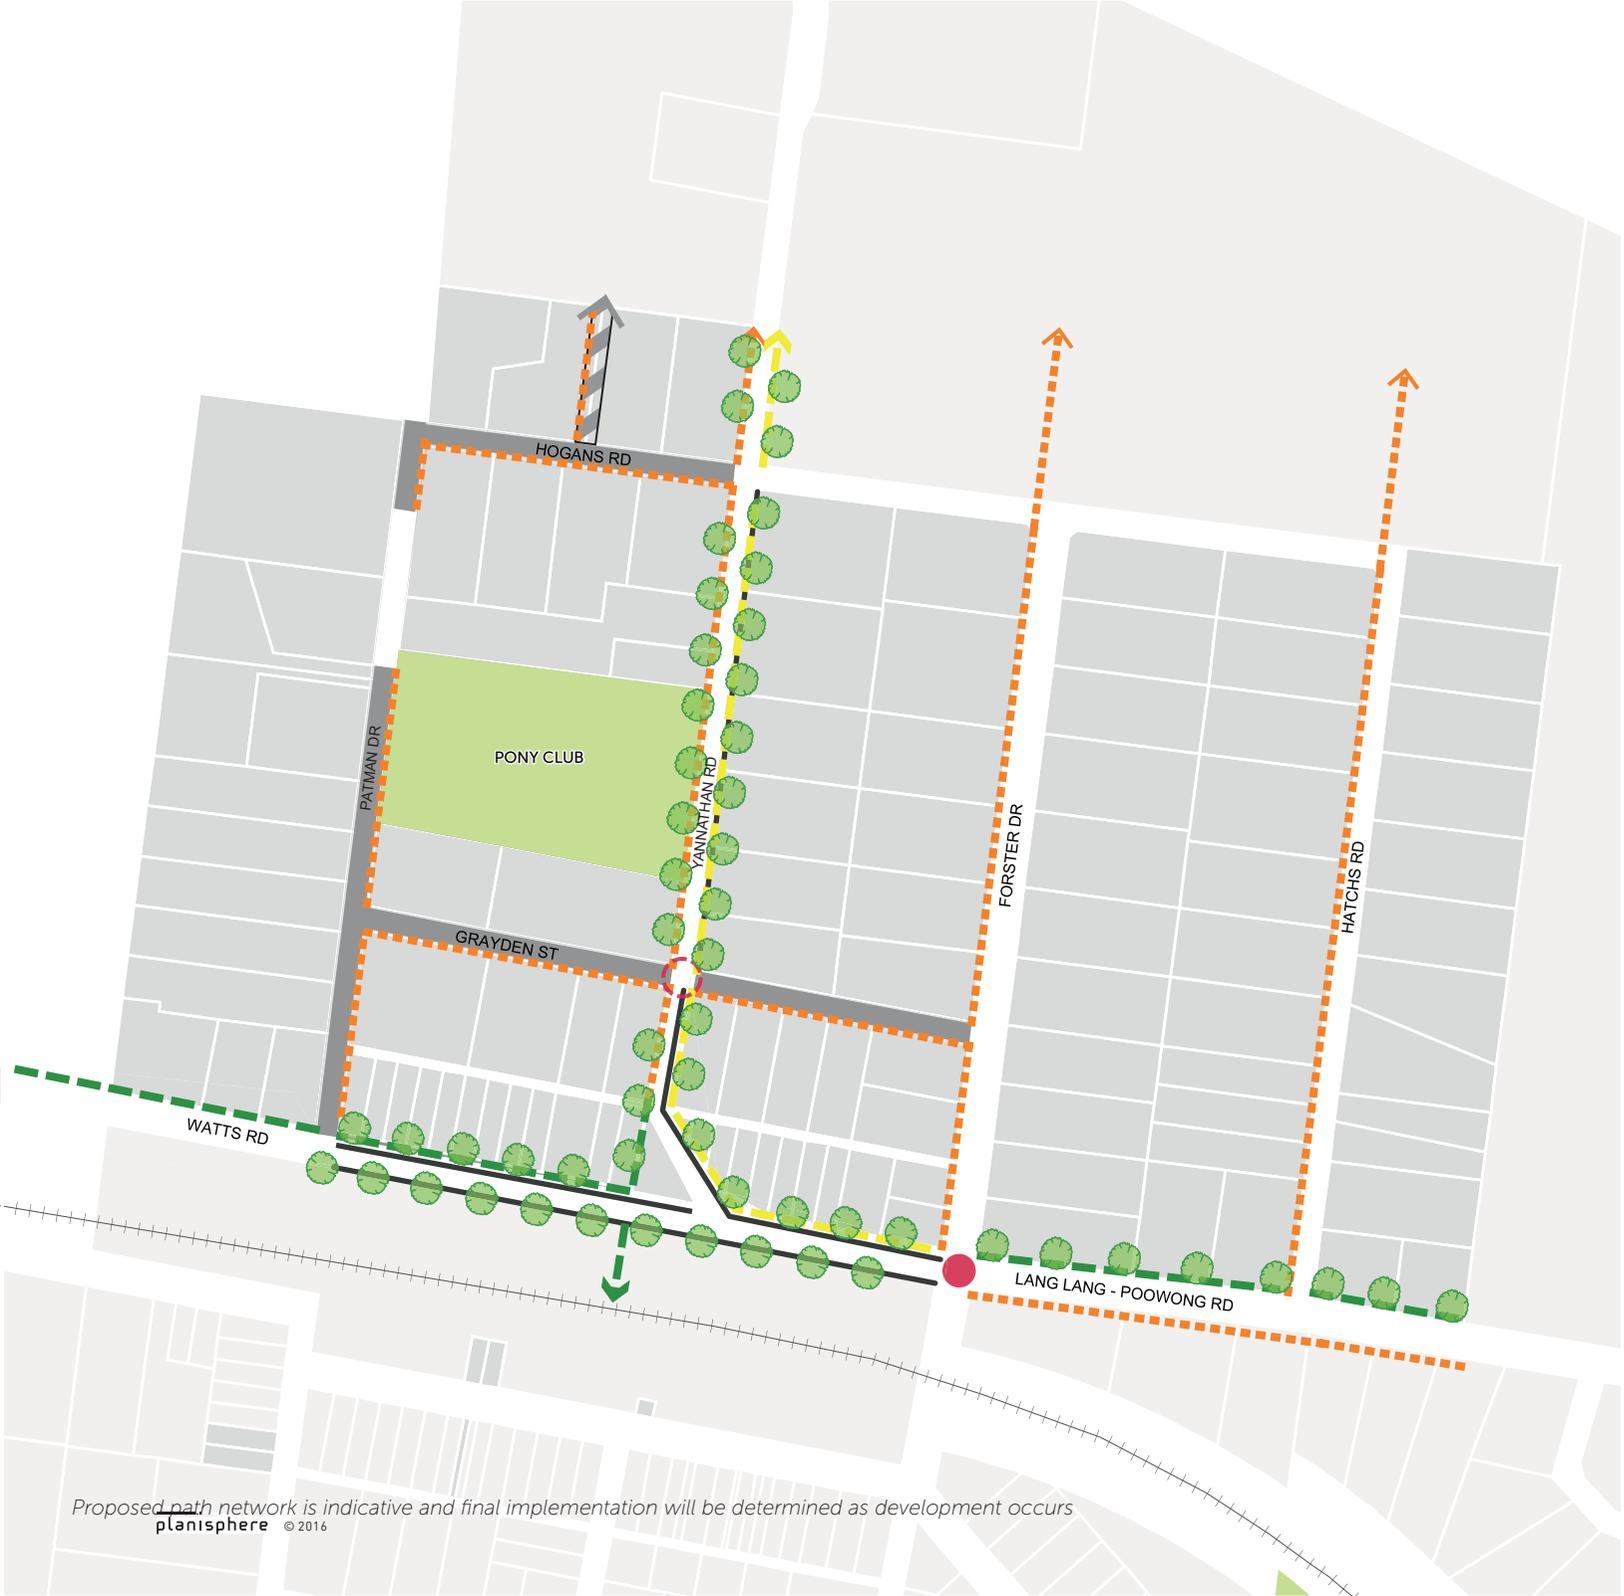 HOGANS RD
PONY CLUB
PATMAN DR
YANNATHAN RD
FORSTER DR
HATCHS RD
GRAYDEN ST
WATTS RD
LANG LANG - POOWONG RD
Proposed path network is indicative and final implementation will be determined as development occurs
planisphere © 2016